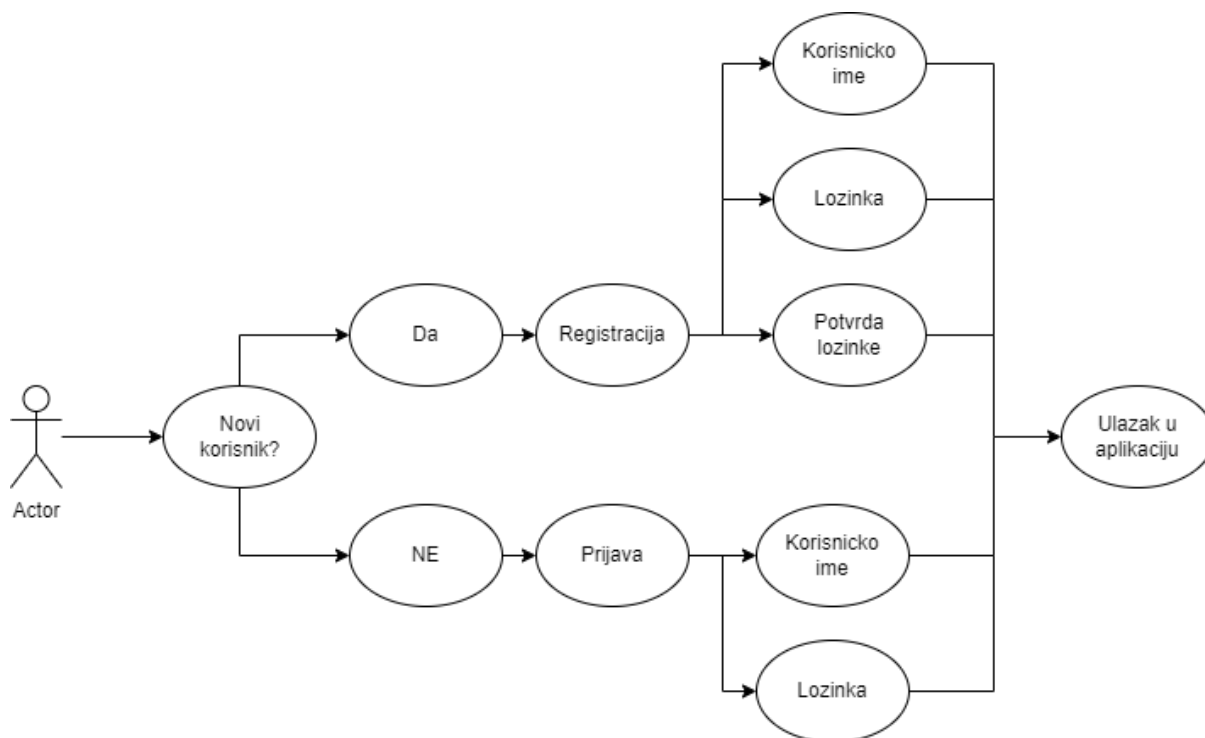 Korisnicko
ime
Lozinka
Potvrda
lozinke
Da
Registracija
Novi
korisnik?
Actor
Ulazak u
aplikaciju
NE
Prijava
Korisnicko
ime
Lozinka